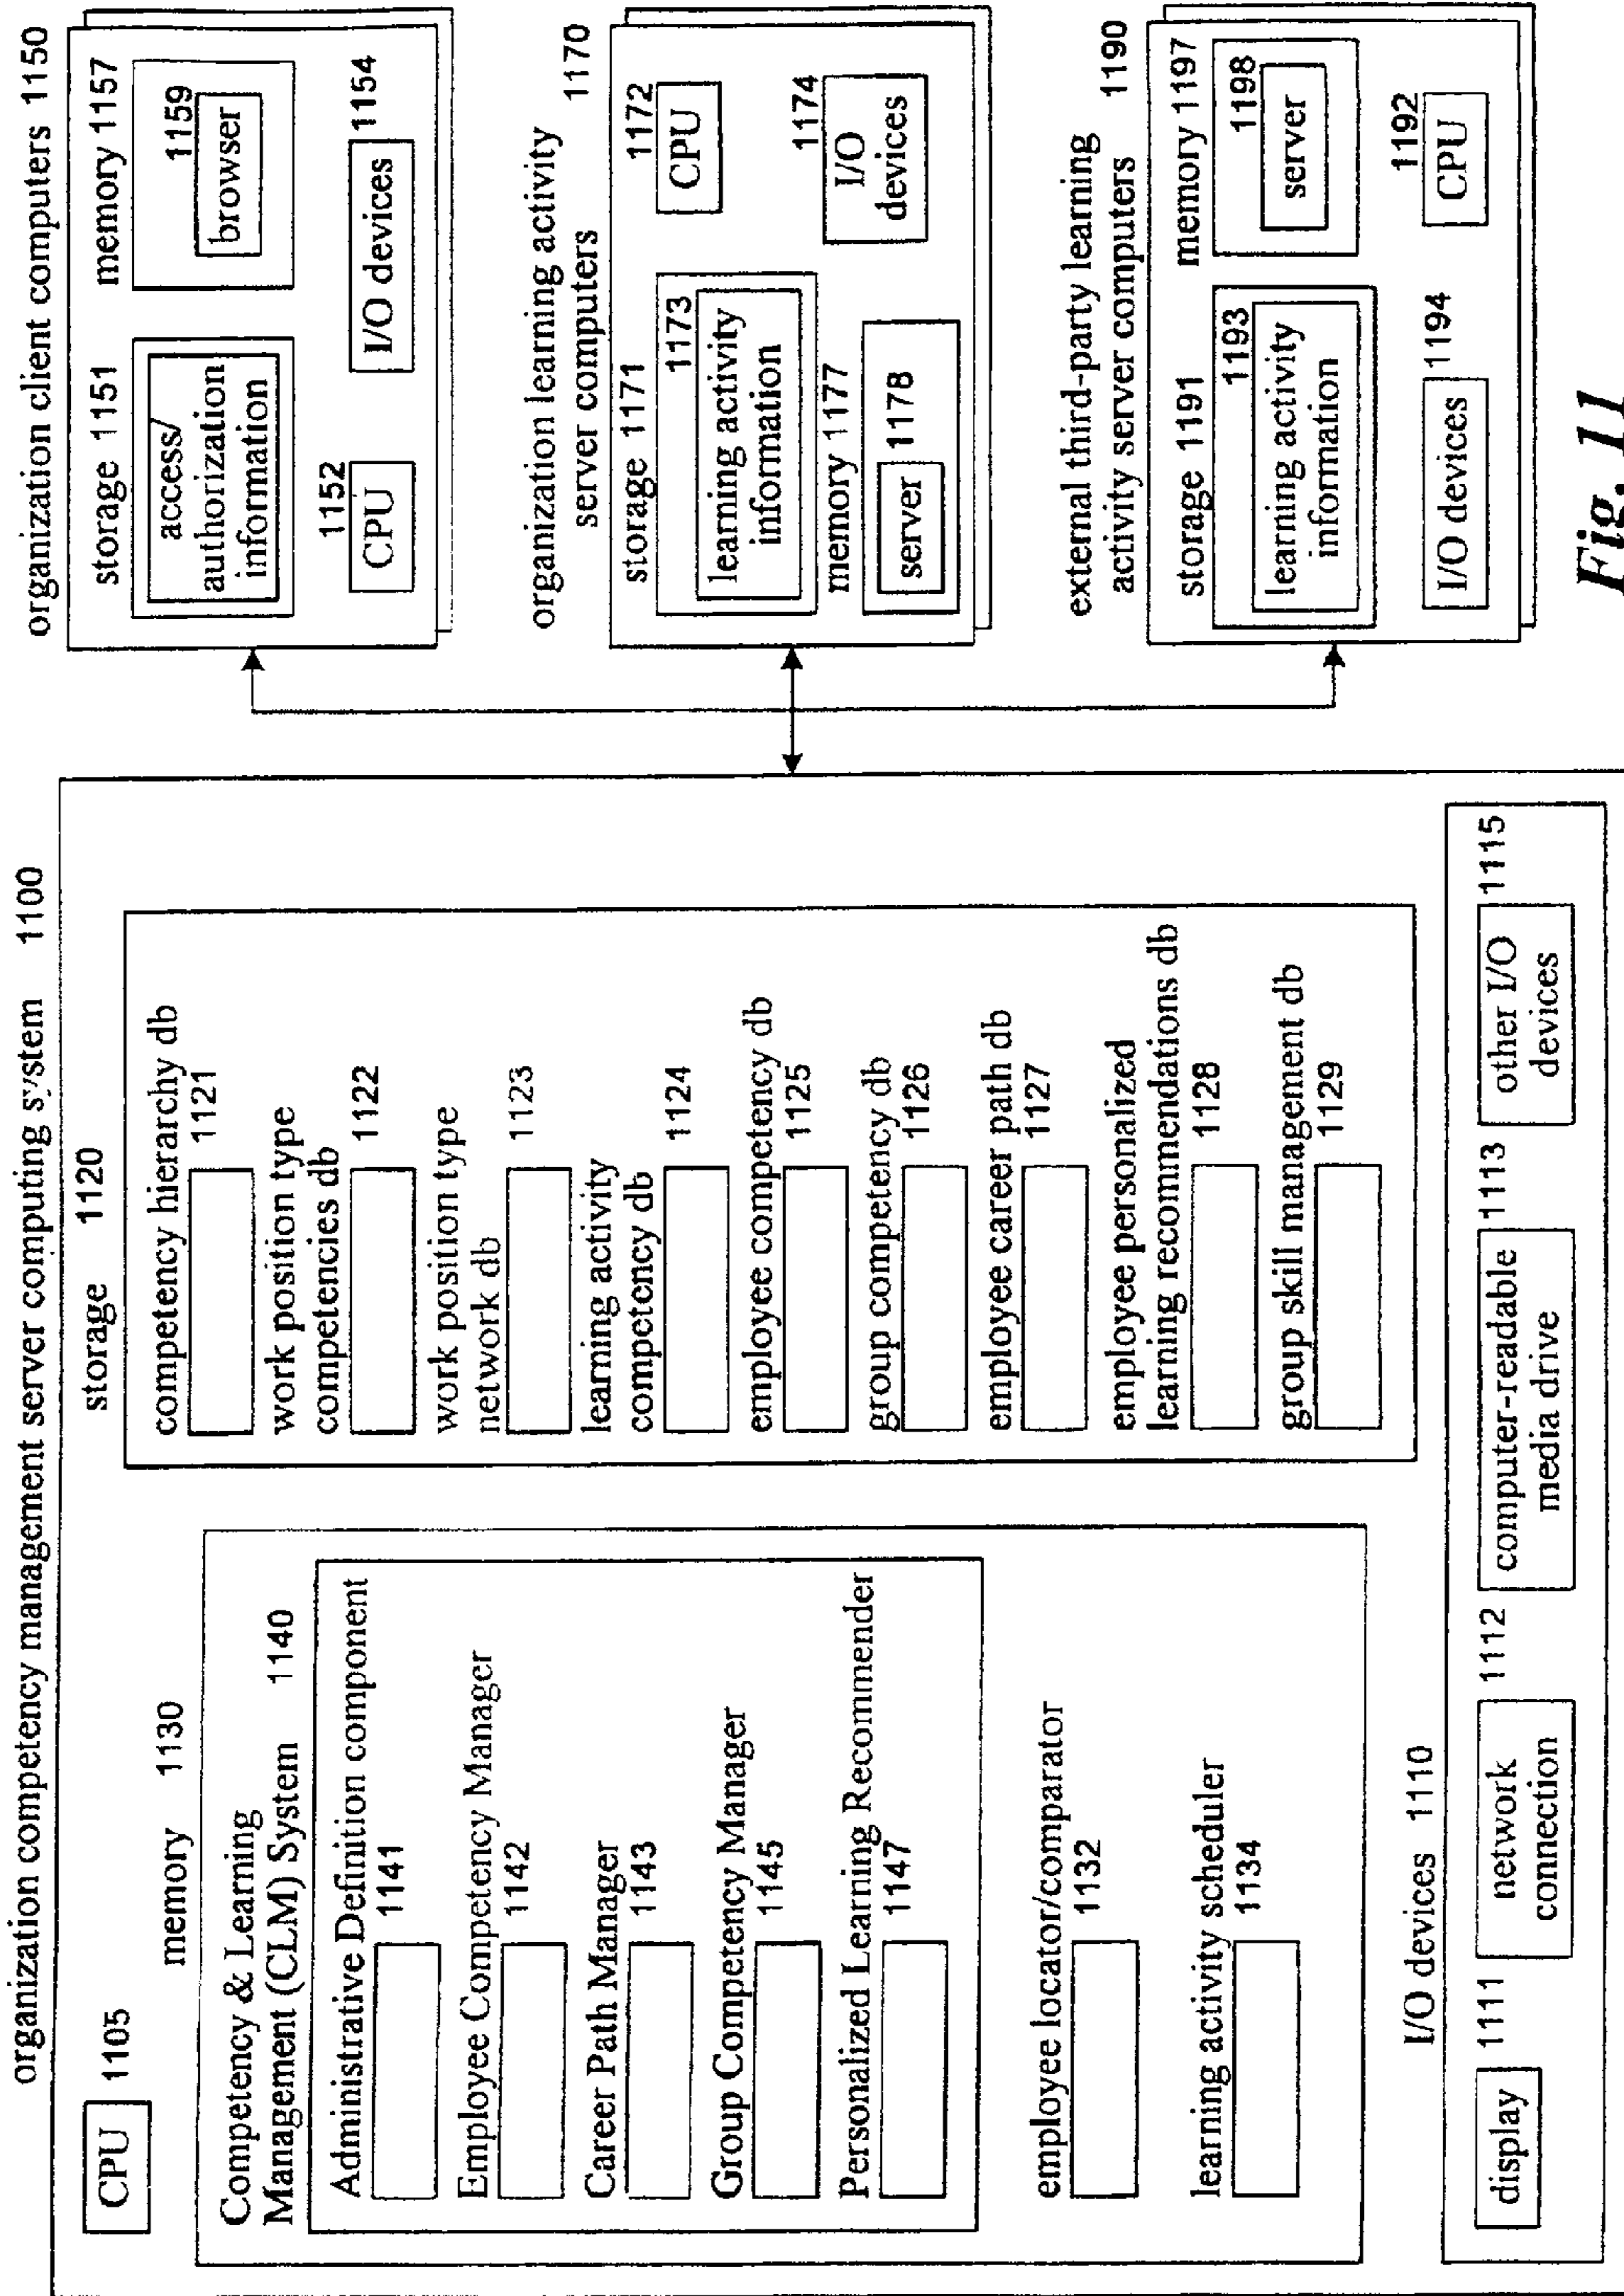 organization competency management server computing system 1100
CPU 1105
memory 1130
Competency & Learning
Management (CLM) System 1140
Administrative Definition component
1141
Employee Competency Manager
1142
Career Path Manager
1143
Group Competency Manager
1145
Personalized Learning Recommender
1147
employee locator/comparator
1132
learning activity scheduler
1134
storage 1120
competency hierarchy db
1121
work position type
competencies db
1122
work position type
network db
1123
learning activity
competency db
1124
employee competency db
1125
group competency db
1126
employee career path db
1127
employee personalized
learning recommendations db
1128
group skill management db
1129
I/O devices 1110
display
1111
network
connection
1112
computer-readable
media drive
1113
other I/O
devices
1115
organization client computers 1150
storage 1151
access/
authorization
information
memory 1157
1159
browser
1152
CPU
I/O devices
1154
organization learning activity
server computers 1170
storage 1171
1173
learning activity
information
1172
CPU
memory 1177
server
1178
1174
I/O
devices
external third-party learning
activity server computers 1190
storage 1191
1193
learning activity
information
memory 1197
1198
server
I/O devices
1194
1192
CPU
Fig. 11